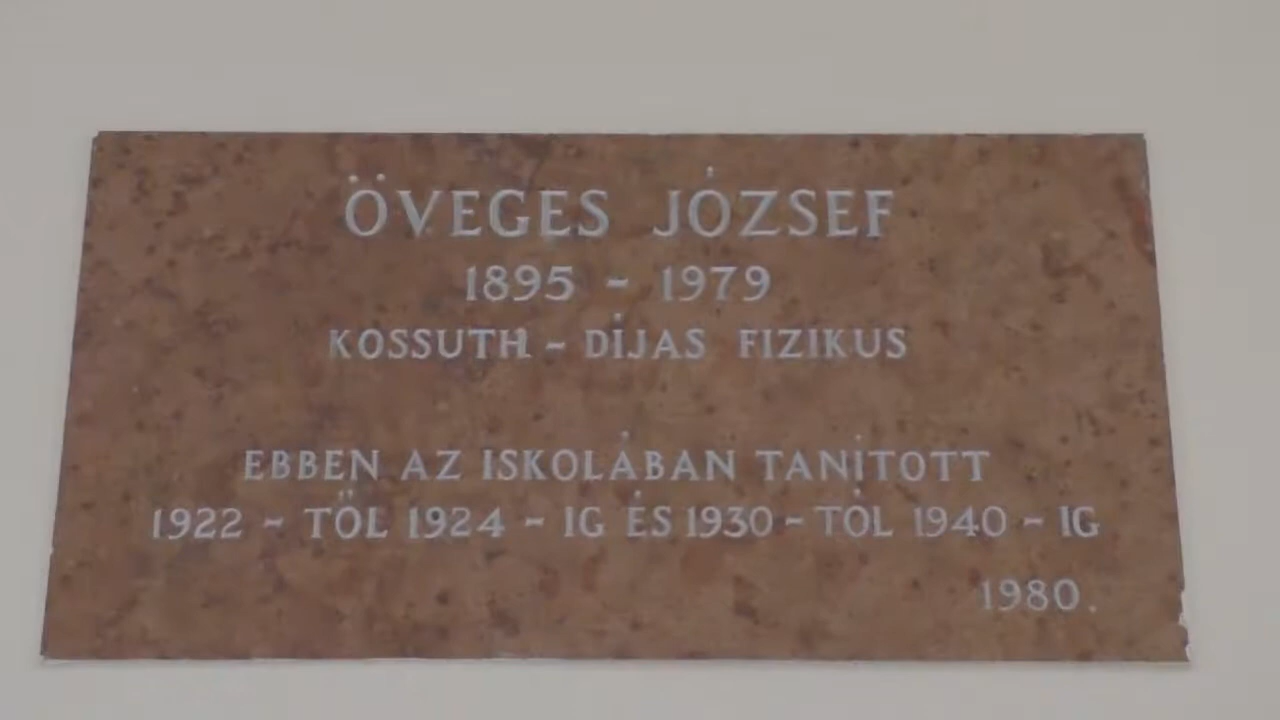 ÖVEGES JÓZSEF
1895 - 1979
KOSSUTH - DÍJAS FIZIKUS
EBBEN AZ ISKOLÁBAN TANÍTOTT
1922 - TŐL 1924 - IG ÉS 1930 - TÓL 1940 - IG
1980.